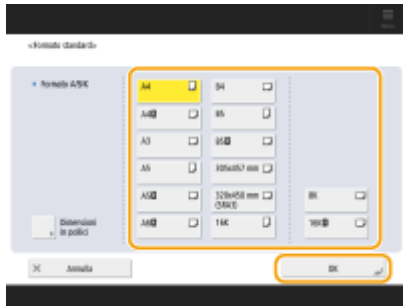 <Formato standard>
Formato A/B/K
A4
B4
A4R
B5
A3
B5R
A5
305x457 mm
A5R
320x450 mm
(SRA3)
8K
Dimensioni
in pollici
A6R
16K
16KR
Annulla
OK